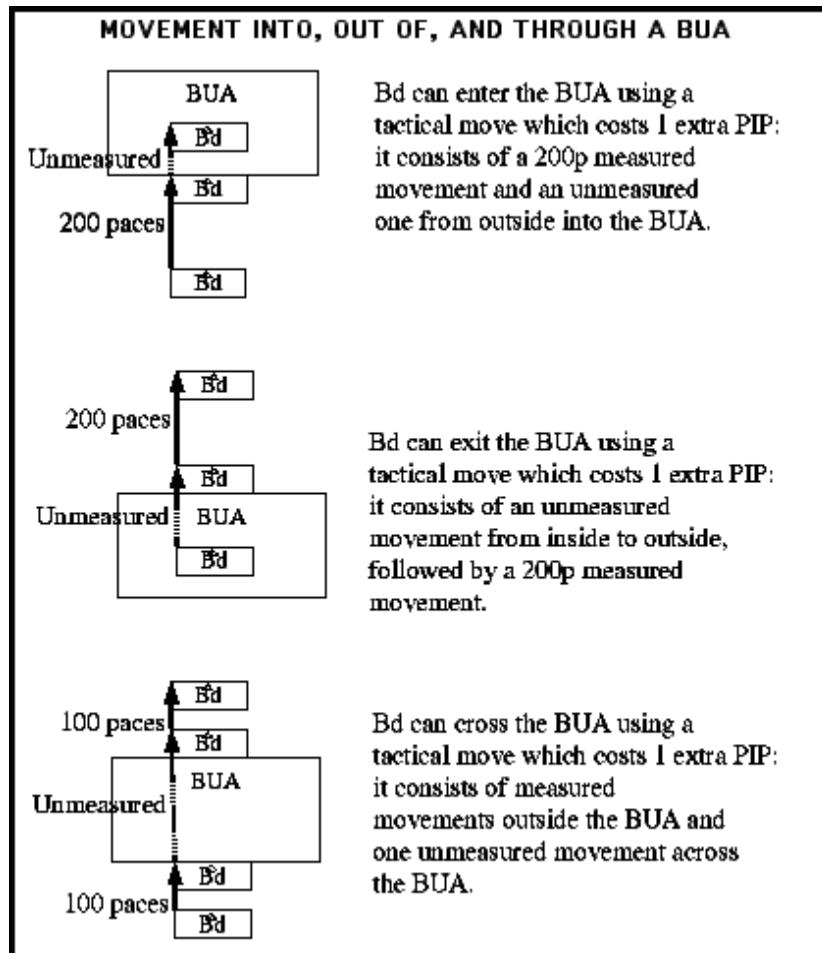 MOVEMENT INTO, OUT OF, AND THROUGH A BUA
BUA
Bd
Unmeasured
Bd
200 paces
Bd
Bd can enter the BUA using a
tactical move which costs 1 extra PIP:
it consists of a 200p measured
movement and an unmeasured
one from outside into the BUA.
Bd
200 paces
Bd
Unmeasured
BUA
Bd
Bd can exit the BUA using a
tactical move which costs 1 extra PIP:
it consists of an unmeasured
movement from inside to outside,
followed by a 200p measured
movement.
Bd
100 paces
Bd
BUA
Unmeasured
Bd
100 paces
Bd
Bd can cross the BUA using a
tactical move which costs 1 extra PIP:
it consists of measured
movements outside the BUA and
one unmeasured movement across
the BUA.